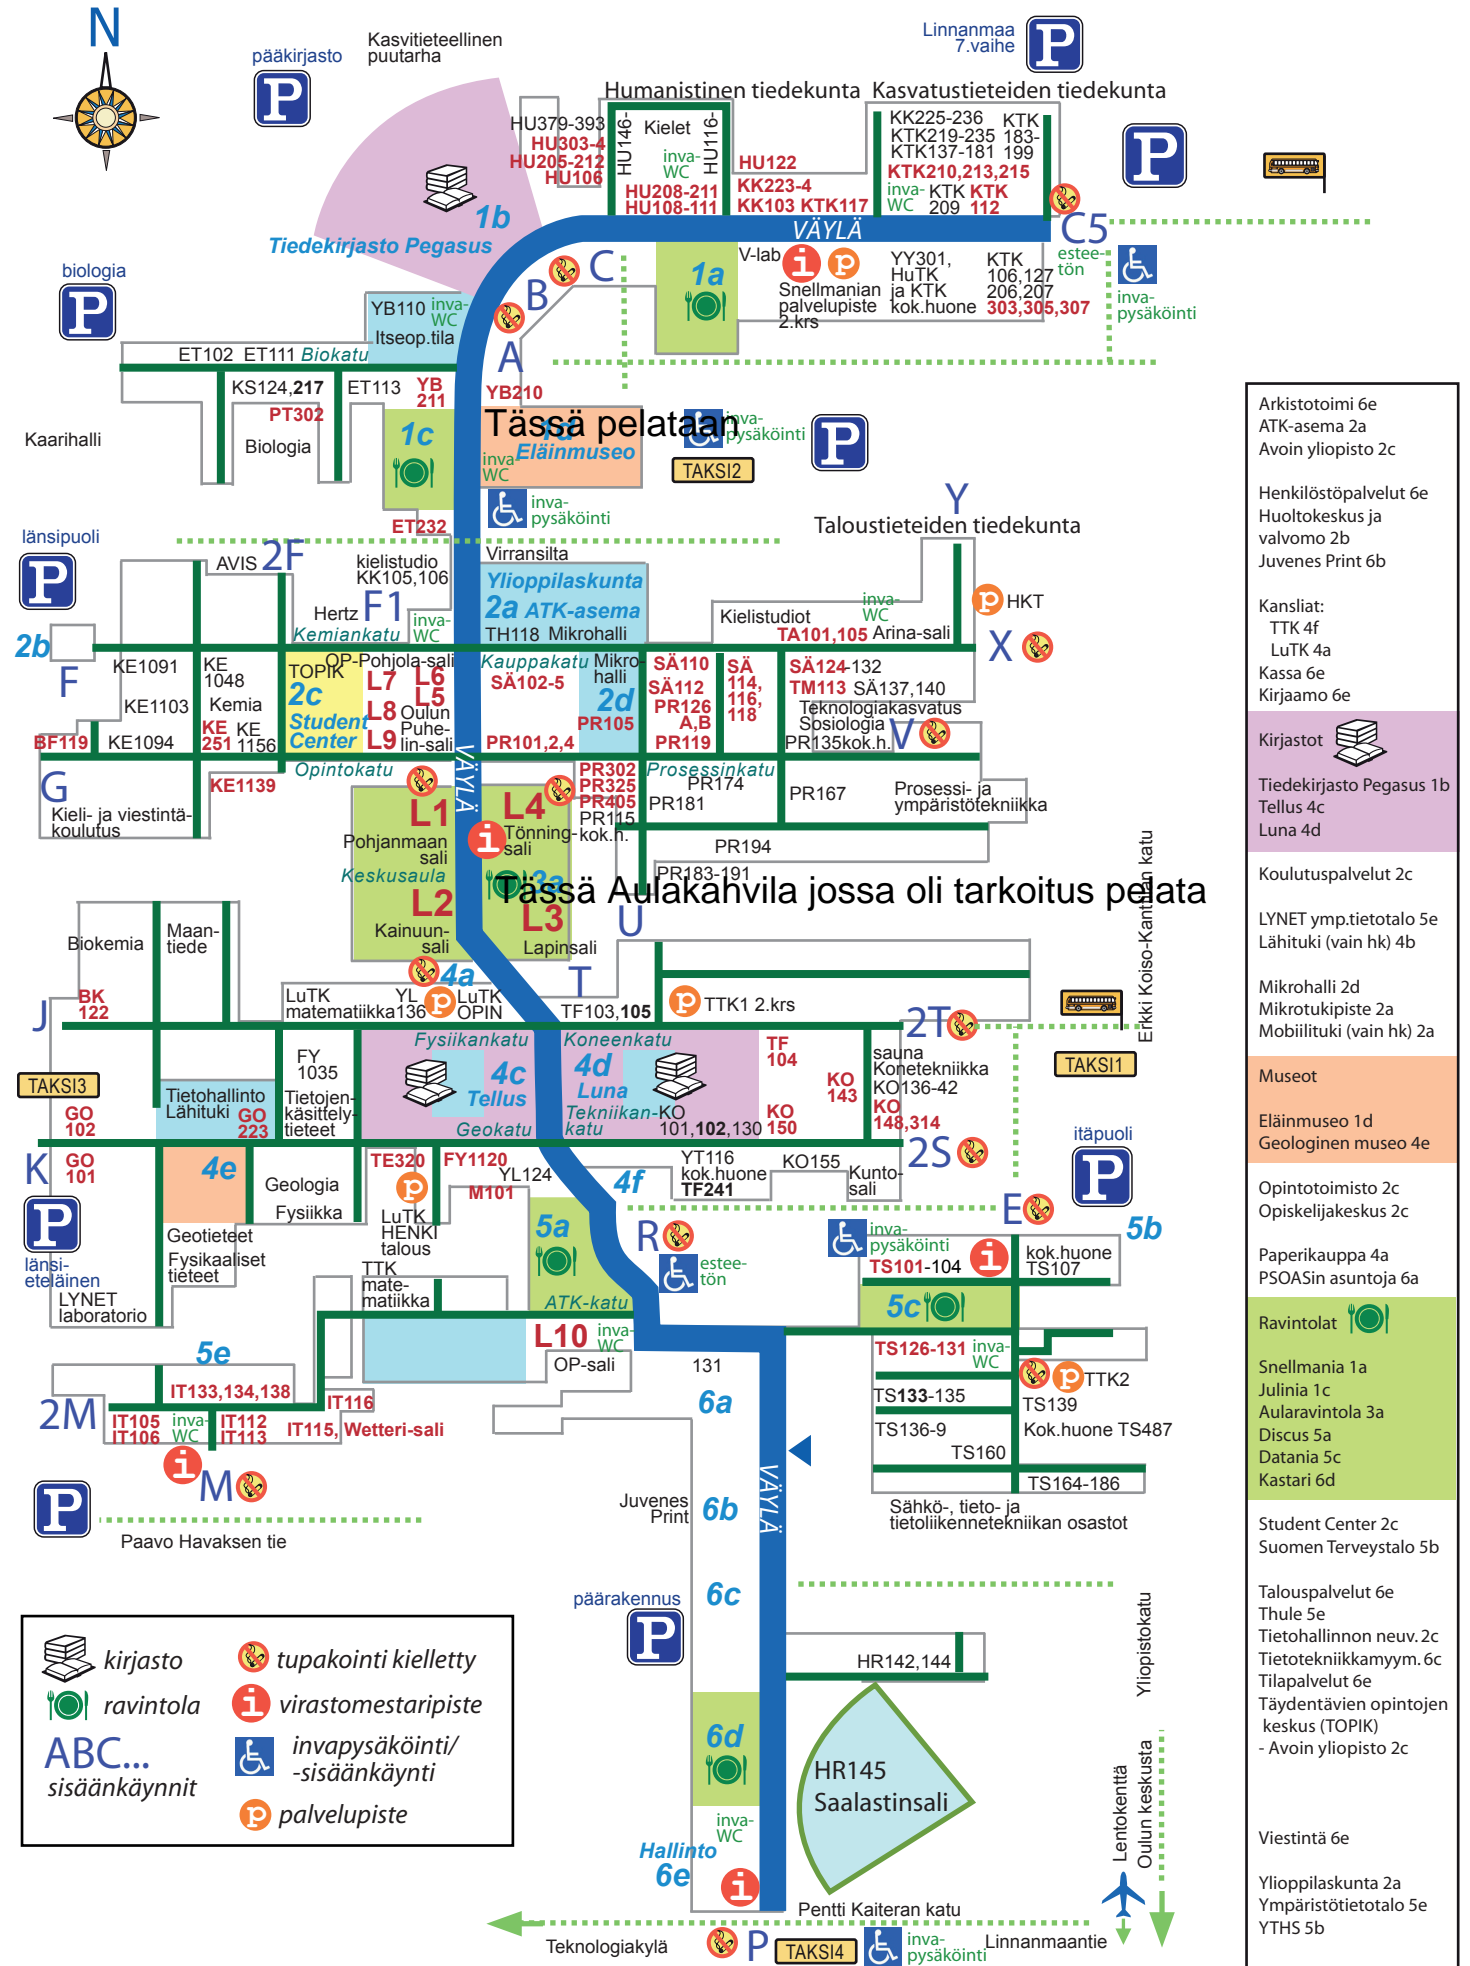 N
pääkirjasto
Kasvitieteellinen
puutarha
Linnanmaa
7.vaihe
P
P
P
Humanistinen tiedekunta
Kasvatustieteiden tiedekunta
HU379-393
HU303-4
HU205-212
HU106
HU146-
Kielet
inva-
WC
HU116-
HU208-211
HU108-111
HU122
KK223-4
KK103 KTK117
KK225-236
KTK219-235
KTK137-181
KTK
183-
199
KTK210,213,215
inva-
WC
KTK
209
KTK
112
1b
Tiedekirjasto Pegasus
VÄYLÄ
C5
estee-
tön
inva-
pysäköinti
biologia
P
YB110
inva-
WC
Itseop.tila
B
C
A
1a
V-lab
i
p
Snellmanian
palvelupiste
2.krs
YY301,
HuTK
ja KTK
kok.huone
KTK
106,127
206,207
303,305,307
ET102 ET111 Biokatu
KS124,217
PT302
ET113
YB
211
YB210
Kaarihalli
Biologia
1c
Tässä pelataan
1d
Eläinmuseo
inva-
WC
inva-
pysäköinti
P
TAKSI2
inva-
pysäköinti
ET232
Y
Taloustieteiden tiedekunta
länsipuoli
P
AVIS
2F
kielistudio
KK105,106
Virransilta
Ylioppilaskunta
2a ATK-asema
Hertz
F1
inva-
WC
Kemiankatu
TH118 Mikrohalli
Kielistudiot
inva-
WC
TA101,105
Arina-sali
p
HKT
X
2b
F
KE1091
KE
1048
TOPIK
OP-Pohjola-sali
L7
L6
L5
Kauppakatu
SÄ102-5
Mikro-
halli
2d
SÄ110
SÄ112
PR126
A,B
PR119
SÄ
114,
116,
118
SÄ124-132
TM113
SÄ137,140
KE1103
Kemia
2c
Student
Center
L8
L9
Oulun
Puhe-
lin-sali
PR105
Teknologiakasvatus
Sosiologia
PR135kok.h.
V
BF119
KE1094
KE
251
KE
1156
PR101,2,4
VÄYLÄ
Opintokatu
G
KE1139
Kieli- ja viestintä-
koulutus
L1
Pohjanmaan
sali
Keskusaula
L4
Tönning-
sali
i
PR302
PR325
PR405
PR115
kok.h.
Prosessinkatu
PR174
PR181
PR167
Prosessi- ja
ympäristötekniikka
PR194
PR183-191
3a
Tässä Aulakahvila jossa oli tarkoitus pelata
L2
Kainuun-
sali
L3
Lapinsali
U
Erkki Koiso-Kanttilan katu
Biokemia
Maan-
tiede
4a
T
BK
122
J
LuTK
matematiikka
YL
136
p
LuTK
OPIN
TF103,105
p
TTK1 2.krs
2T
TAKSI1
Fysiikankatu
Koneenkatu
TF
104
sauna
Konetekniikka
KO136-42
KO
148,314
TAKSI3
FY
1035
4c
Tellus
4d
Luna
KO
143
GO
102
Tietohallinto
Lähituki
GO
223
Tietojen-
käsittely-
tieteet
Geokatu
Tekniikan-
katu
KO
101,102,130
KO
150
2S
itäpuoli
P
K
GO
101
4e
Geologia
Fysiikka
TE320
p
FY1120
YL124
M101
4f
YT116
kok.huone
TF241
KO155
Kunto-
sali
P
länsi-
eteläinen
LYNET
laboratorio
Geotieteet
Fysikaaliset
tieteet
LuTK
HENKI
talous
5a
R
estee-
tön
E
5b
inva-
pysäköinti
TS101-104
i
kok.huone
TS107
TTK
mate-
matiikka
ATK-katu
5c
L10
inva-
WC
OP-sali
131
5e
IT133,134,138
2M
IT105
IT106
inva-
WC
IT112
IT113
IT116
IT115, Wetteri-sali
i
M
6a
TS126-131
inva-
WC
p
TTK2
TS133-135
TS139
TS136-9
Kok.huone TS487
TS160
TS164-186
VÄYLÄ
P
Paavo Havaksen tie
Juvenes
Print
6b
Sähkö-, tieto- ja
tietoliikennetekniikan osastot
6c
päärakennus
P
Yliopistokatu
HR142,144
6d
HR145
Saalastinsali
inva-
WC
Hallinto
6e
i
Lentokenttä
Oulun keskusta
Pentti Kaiteran katu
Teknologiakylä
P
TAKSI4
inva-
pysäköinti
Linnanmaantie
kirjasto
ravintola
ABC...
sisäänkäynnit
tupakointi kielletty
i
virastomestaripiste
invapysäköinti/
-sisäänkäynti
p
palvelupiste
Arkistotoimi 6e
ATK-asema 2a
Avoin yliopisto 2c
Henkilöstöpalvelut 6e
Huoltokeskus ja
valvomo 2b
Juvenes Print 6b
Kansliat:
TTK 4f
LuTK 4a
Kassa 6e
Kirjaamo 6e
Kirjastot
Tiedekirjasto Pegasus 1b
Tellus 4c
Luna 4d
Koulutuspalvelut 2c
LYNET ymp.tietotalo 5e
Lähituki (vain hk) 4b
Mikrohalli 2d
Mikrotukipiste 2a
Mobiilituki (vain hk) 2a
Museot
Eläinmuseo 1d
Geologinen museo 4e
Opintotoimisto 2c
Opiskelijakeskus 2c
Paperikauppa 4a
PSOASin asuntoja 6a
Ravintolat
Snellmania 1a
Julinia 1c
Aularavintola 3a
Discus 5a
Datania 5c
Kastari 6d
Student Center 2c
Suomen Terveystalo 5b
Talouspalvelut 6e
Thule 5e
Tietohallinnon neuv. 2c
Tietotekniikkamyym. 6c
Tilapalvelut 6e
Täydentävien opintojen
keskus (TOPIK)
- Avoin yliopisto 2c
Viestintä 6e
Ylioppilaskunta 2a
Ympäristötietotalo 5e
YTHS 5b